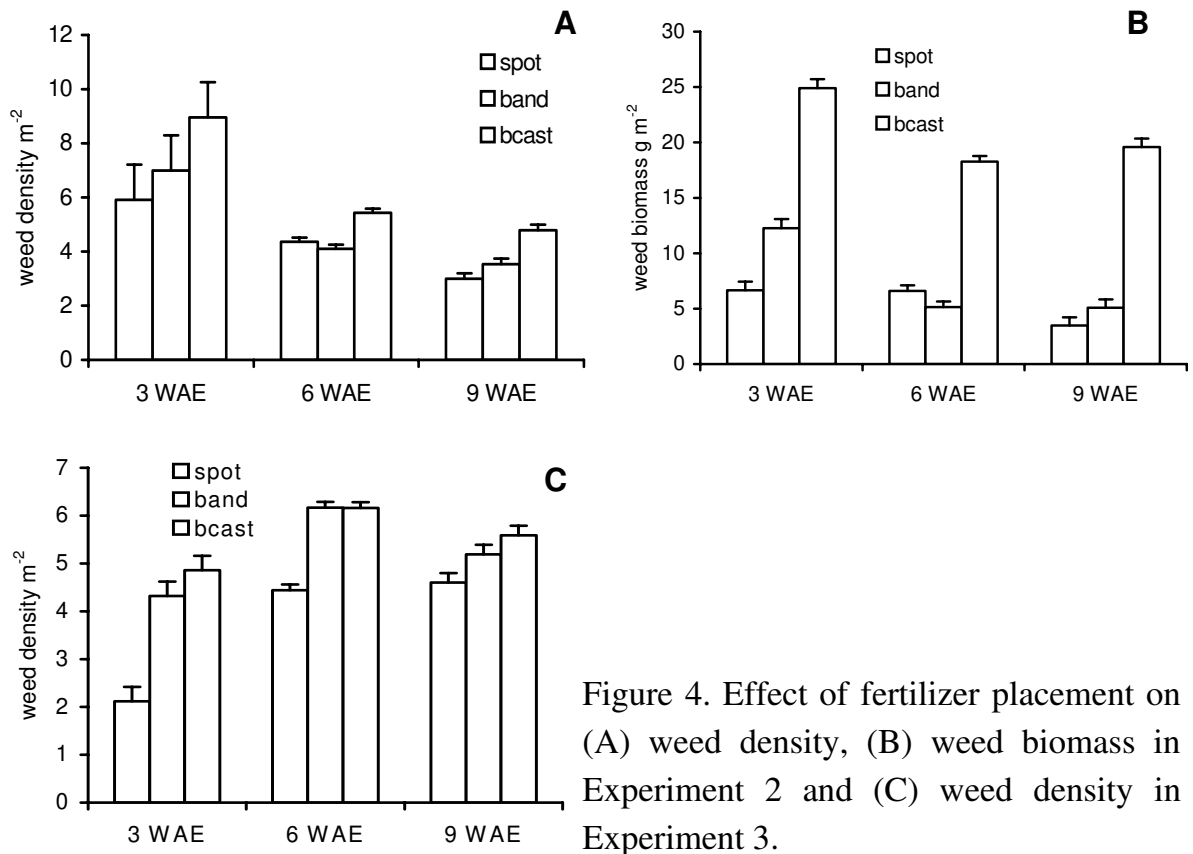 A
12
10
8
6
4
2
0
weed density m-2
spot
band
bcast
3 WAE
6 WAE
9 WAE
B
30
25
20
15
10
5
0
weed biomass g m-2
spot
band
bcast
3 WAE
6 WAE
9 WAE
C
7
6
5
4
3
2
1
0
weed density m-2
spot
band
bcast
3 WAE
6 WAE
9 WAE
Figure 4. Effect of fertilizer placement on
(A) weed density, (B) weed biomass in
Experiment 2 and (C) weed density in
Experiment 3.